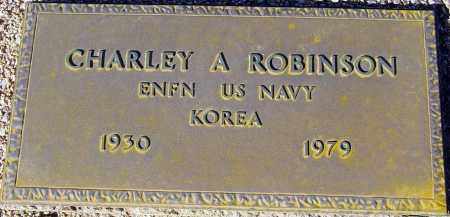 CHARLEY A ROBINSON
ENFN US NAVY
KOREA
1930 1979